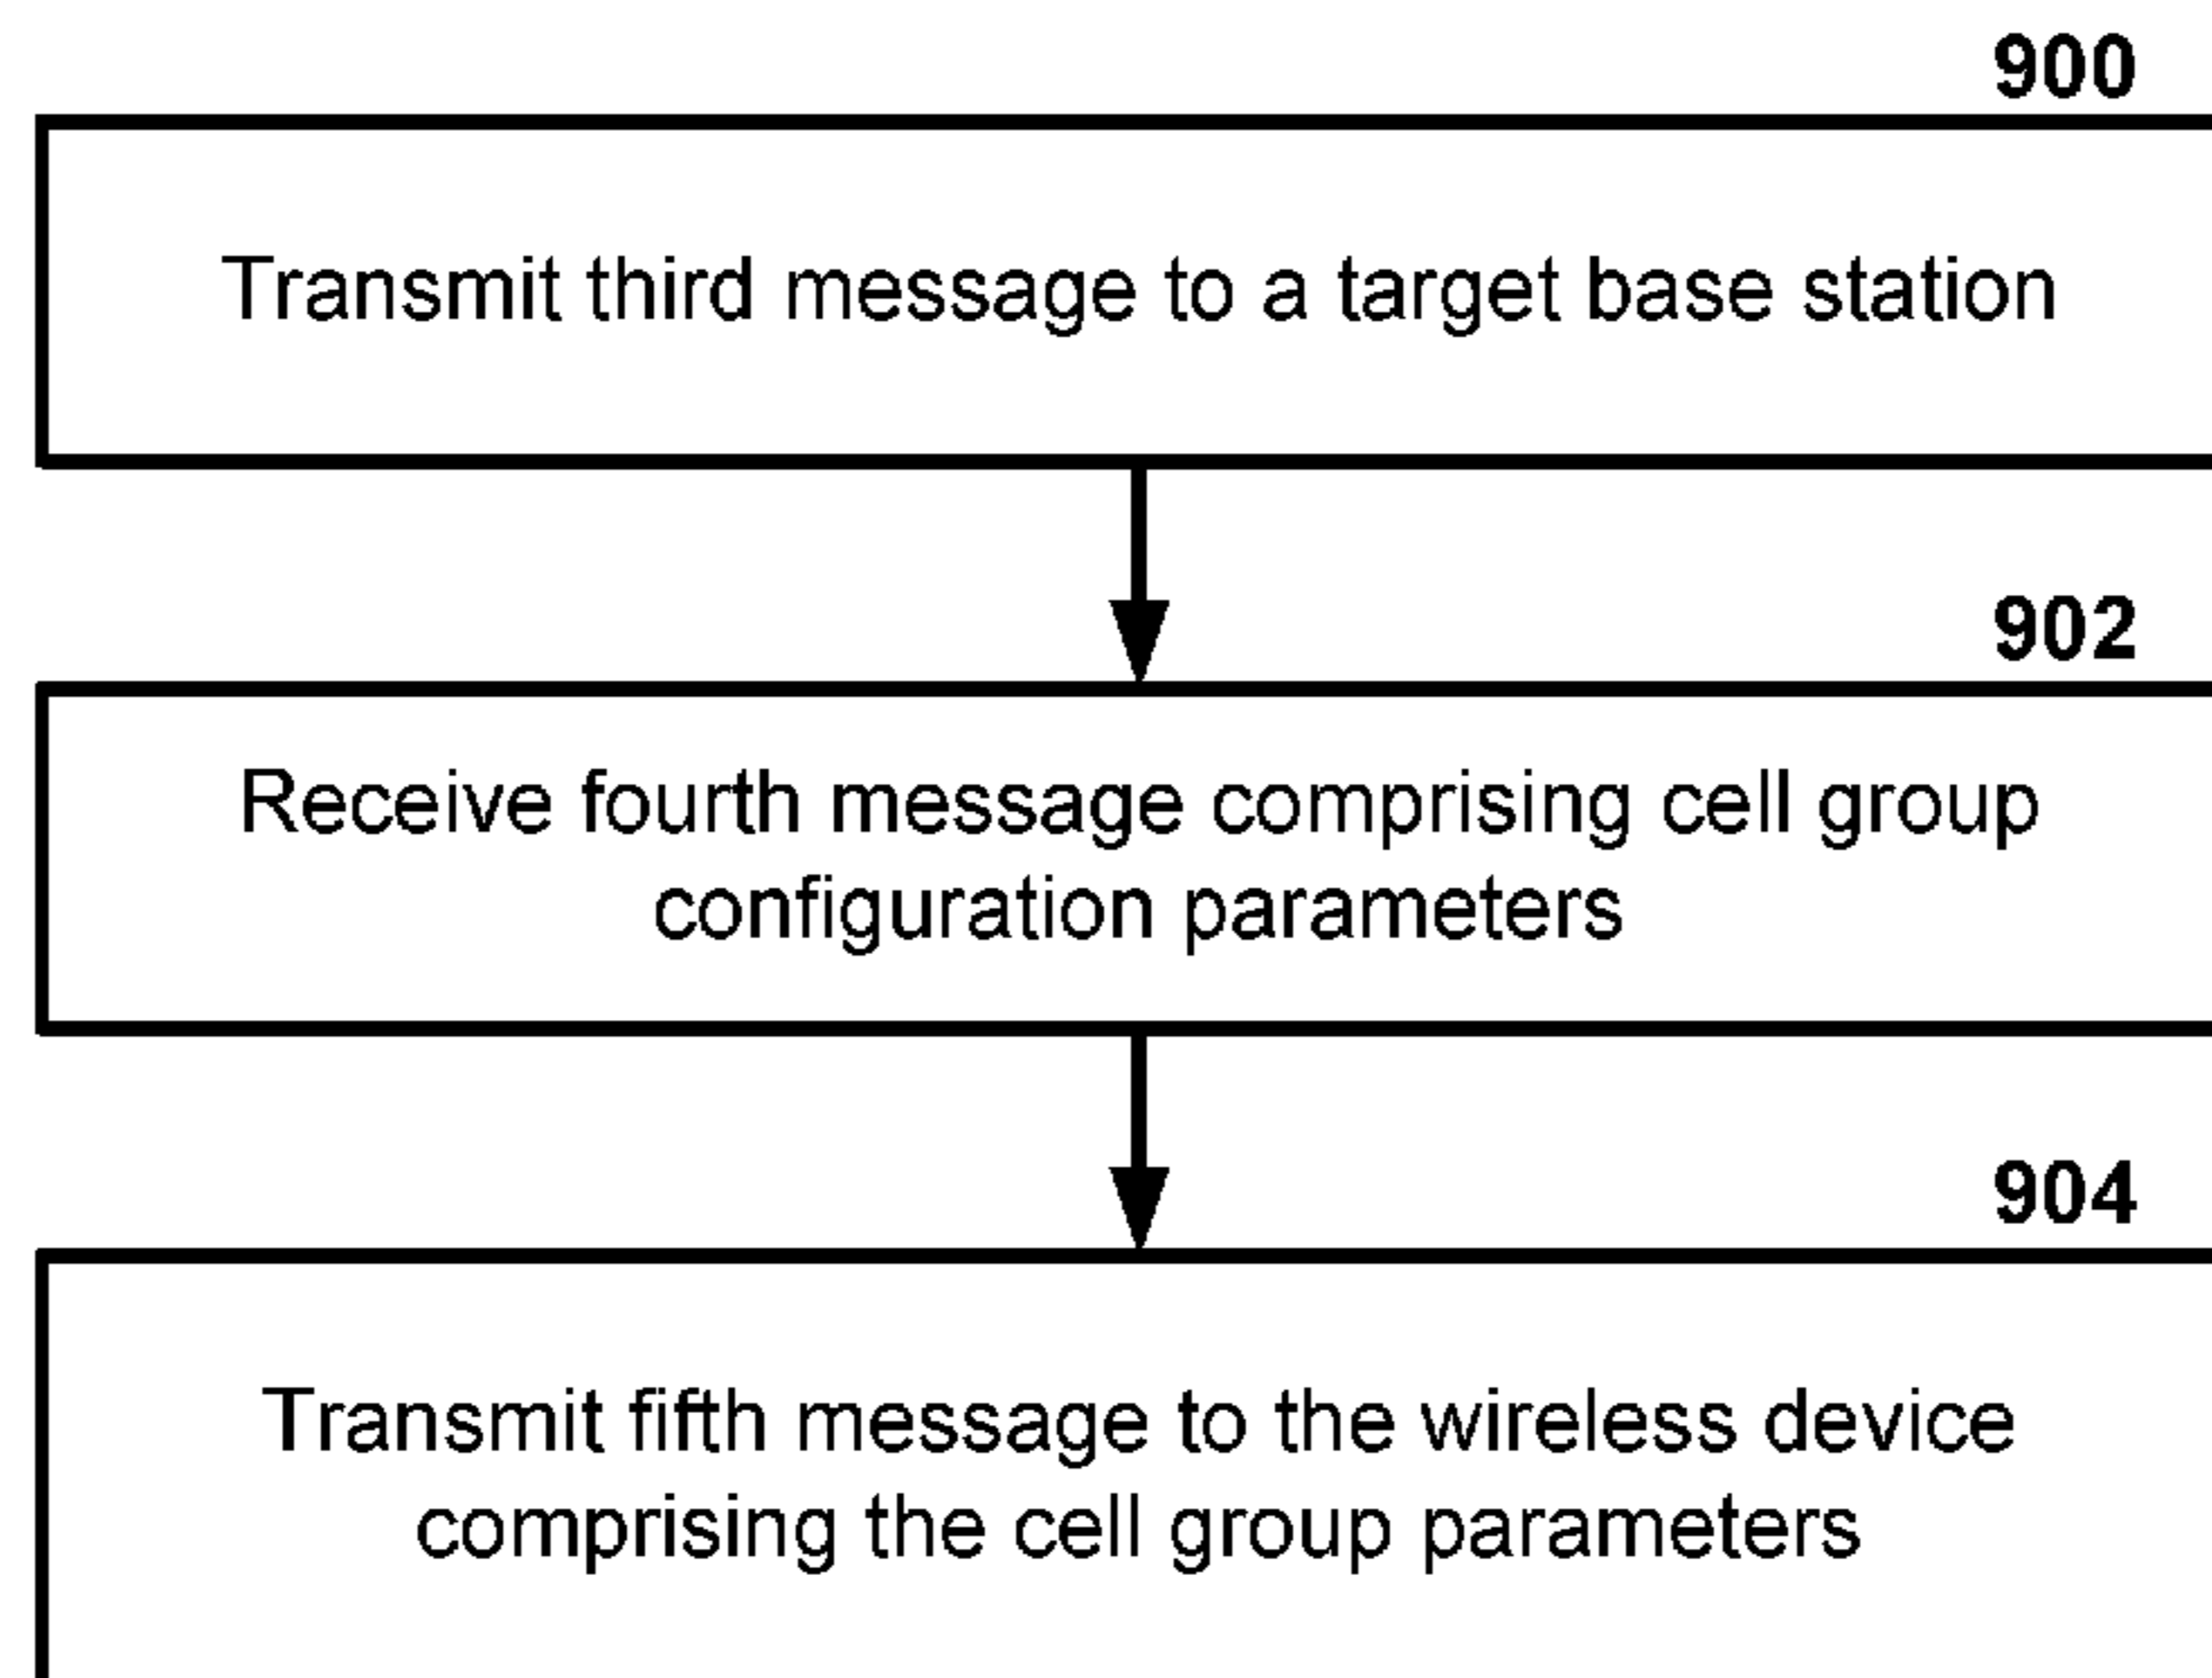 900
Transmit third message to a target base station
902
Receive fourth message comprising cell group
configuration parameters
904
Transmit fifth message to the wireless device
comprising the cell group parameters